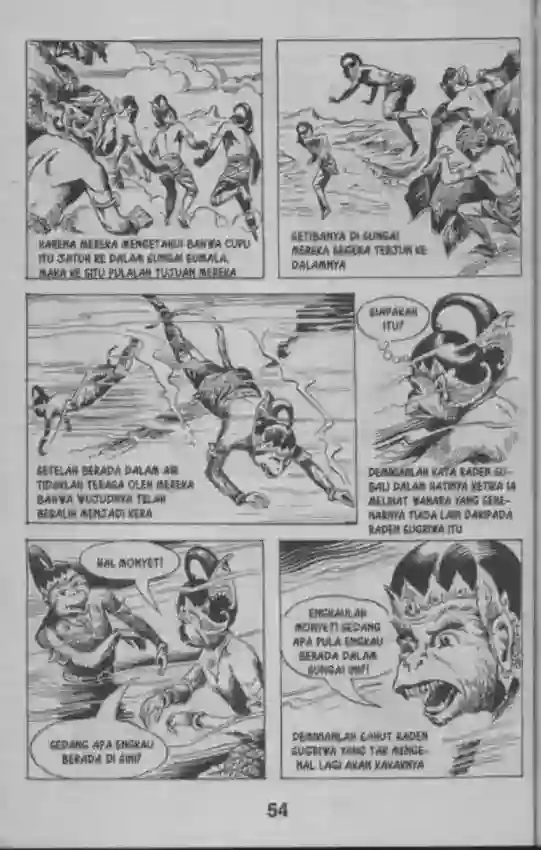 KARENA MEREKA MENGETAHUI BAHWA CUPU
ITU JATUH KE DALAM SUNGAI SUMALA,
MAKA KE SITU PULALAH TUJUAN MEREKA
SETIBANYA DI SUNGAI
MEREKA SEGERA TERJUN KE
DALAMNYA
SETELAH BERADA DALAM AIR
TIDAKLAH TERASA OLEH MEREKA
BAHWA WUJUDNYA TELAH
BERALIH MENJADI KERA
SIAPAKAH
ITU?
DEMIKIANLAH KATA RADEN SU-
BALI DALAM HATINYA KETIKA IA
MELIHAT WANARA YANG SEBE-
NARNYA TIADA LAIN DARIPADA
RADEN SUGRIWA ITU
HAI, MONYET!
SEDANG APA ENGKAU
BERADA DI SINI?
ENGKAULAH
MONYET! SEDANG
APA PULA ENGKAU
BERADA DALAM
SUNGAI INI?!
DEMIKIANLAH SAHUT RADEN
SUGRIWA YANG TAK MENGE-
NAL LAGI AKAN KAKAKNYA
54